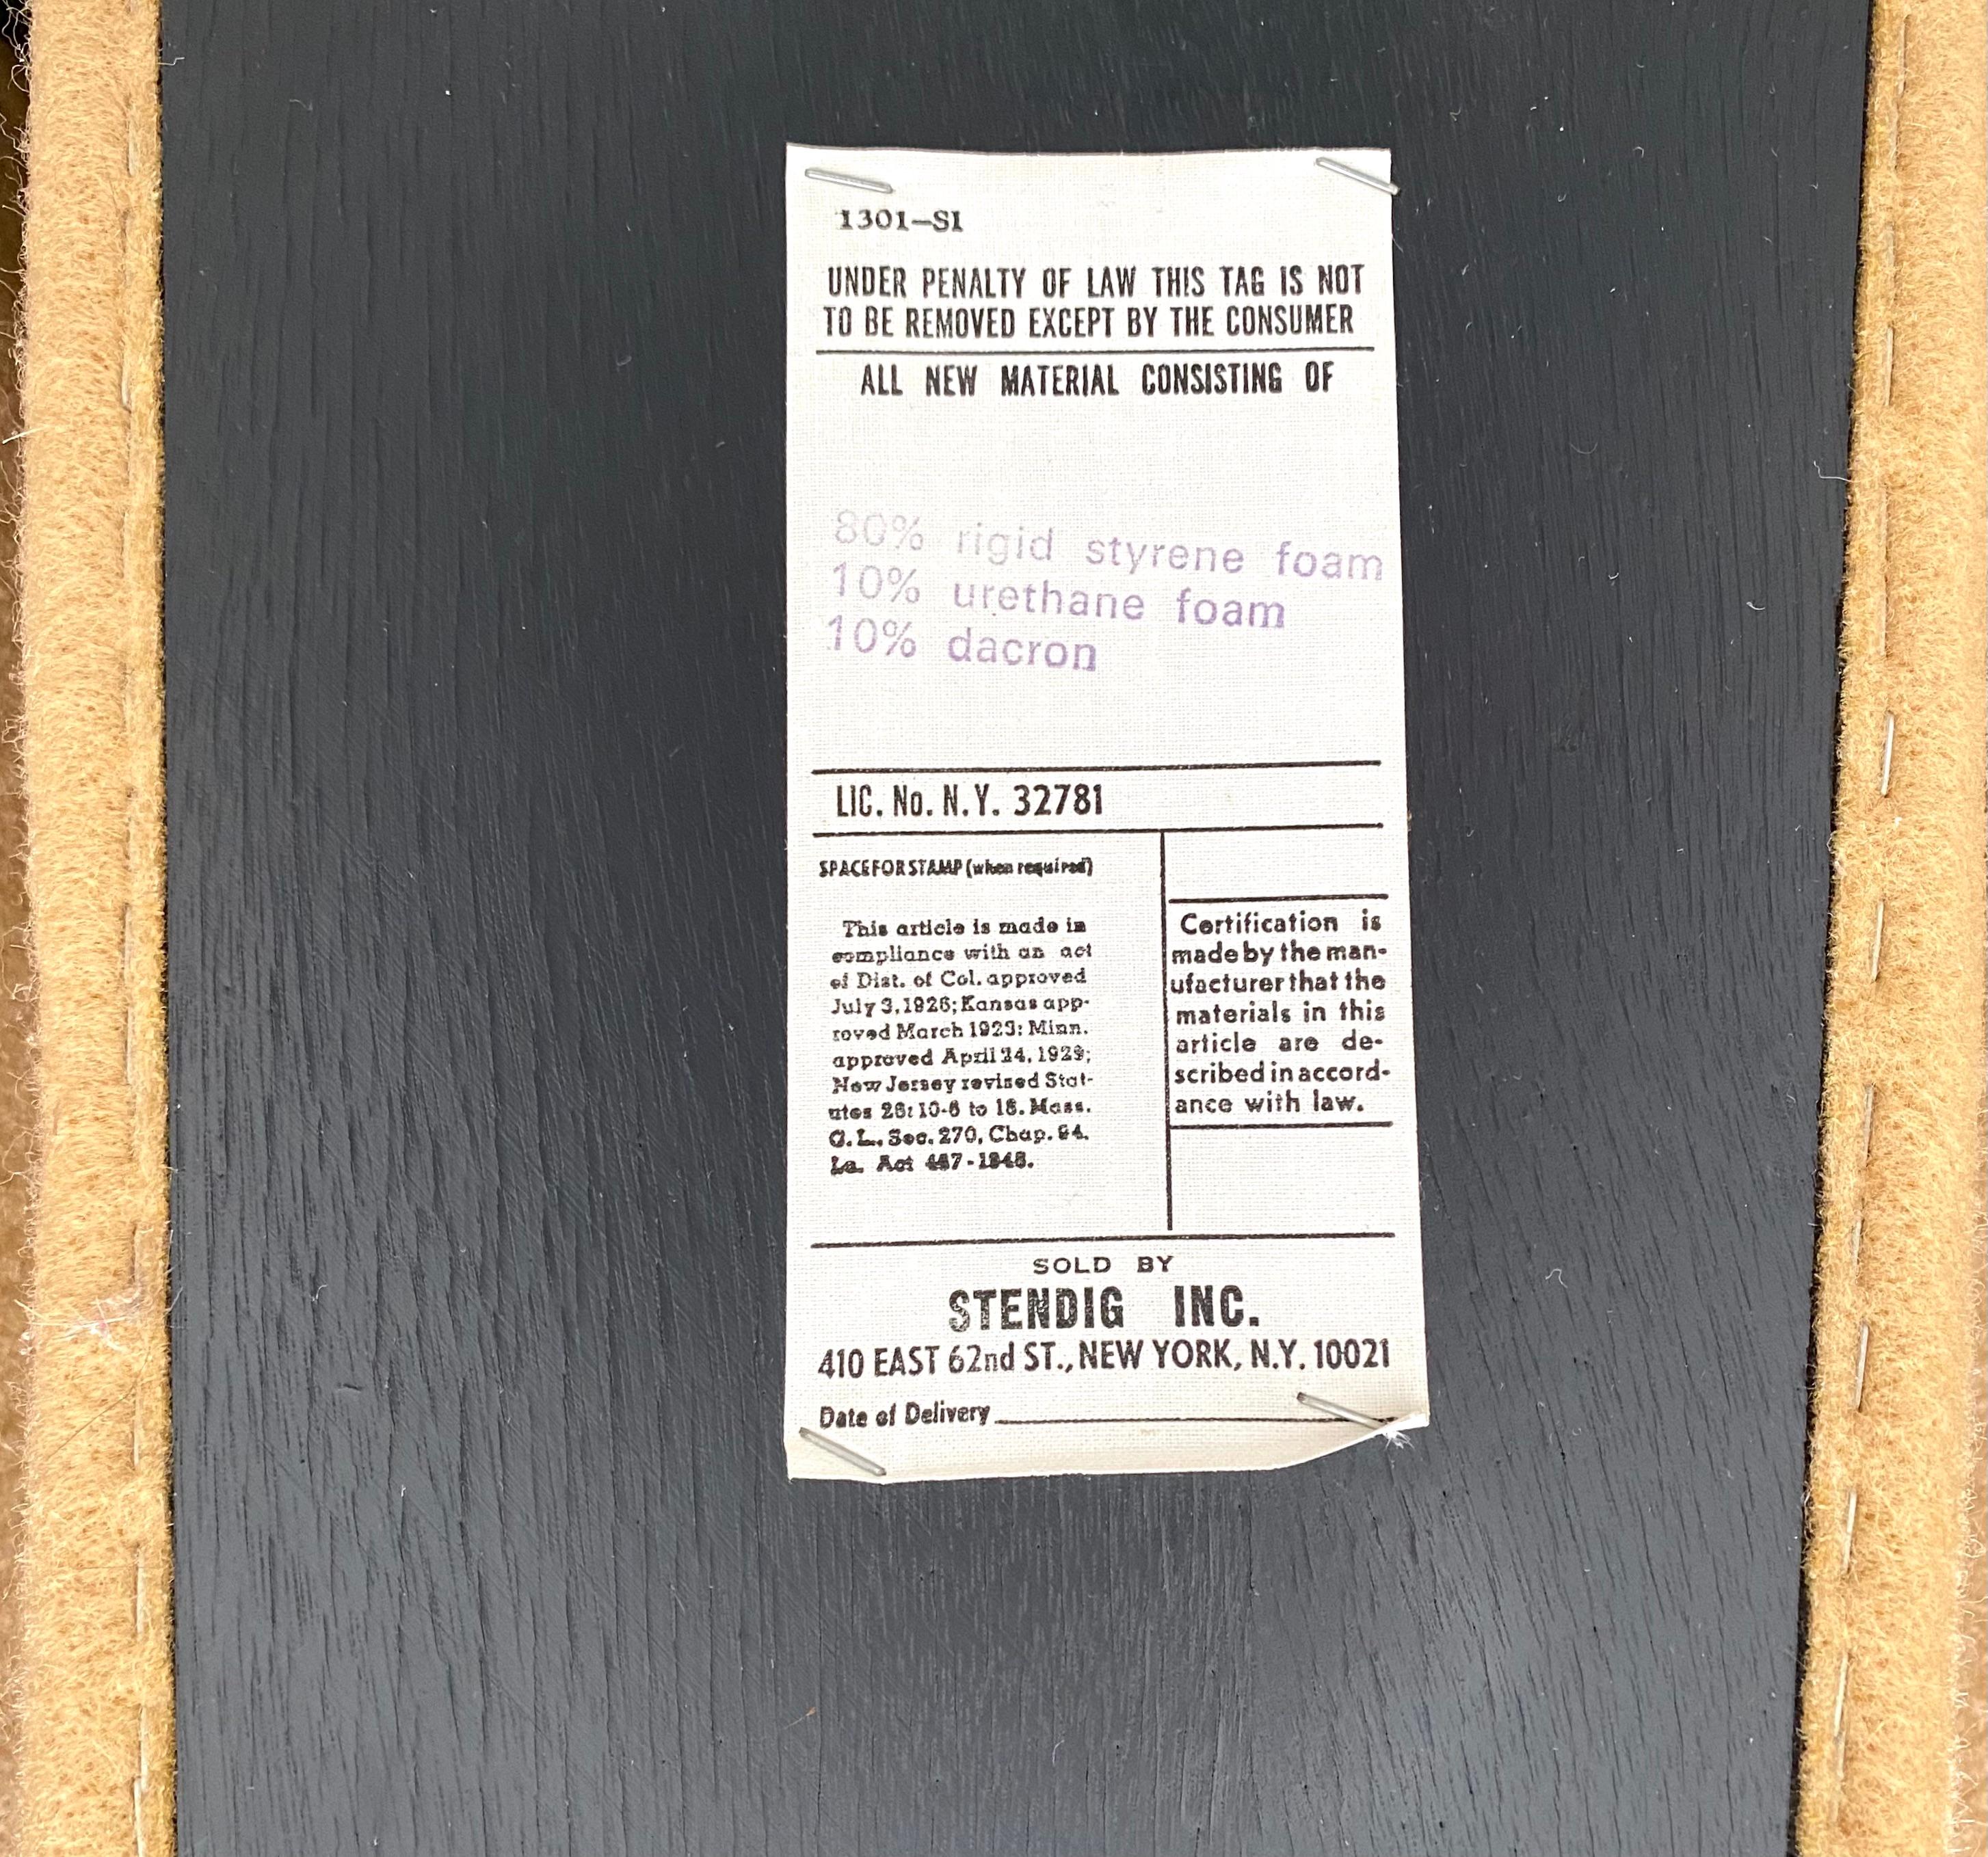 1301-SI
UNDER PENALTY OF LAW THIS TAG IS NOT
TO BE REMOVED EXCEPT BY THE CONSUMER
ALL NEW MATERIAL CONSISTING OF
80% rigid styrene foam
10% urethane foam
10% dacron
LIC. No. N.Y. 32781
SPACE FOR STAMP (when required)
This article is made in
compliance with an act
of Dist. of Col. approved
July 3, 1926; Kansas app-
roved March 1923; Minn.
approved April 24, 1929;
New Jersey revised Stat-
utes 26:10-6 to 18. Mass.
G. L., Sec. 270, Chap. 94.
La. Act 467-1948.
Certification is
made by the man-
ufacturer that the
materials in this
article are de-
scribed in accord-
ance with law.
SOLD BY
STENDIG INC.
410 EAST 62nd ST., NEW YORK, N.Y. 10021
Date of Delivery